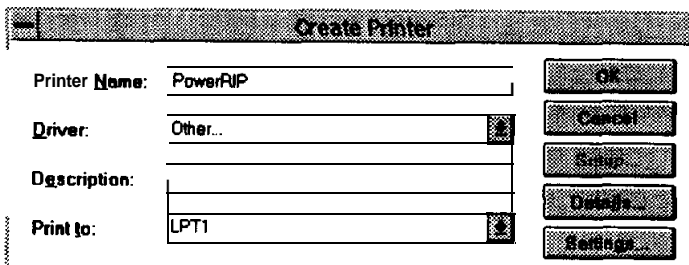 Create Printer
Printer Name: PowerRIP
OK
Driver: Other...
Cancel
Setup...
Description:
Details...
Print to: LPT1
Settings...